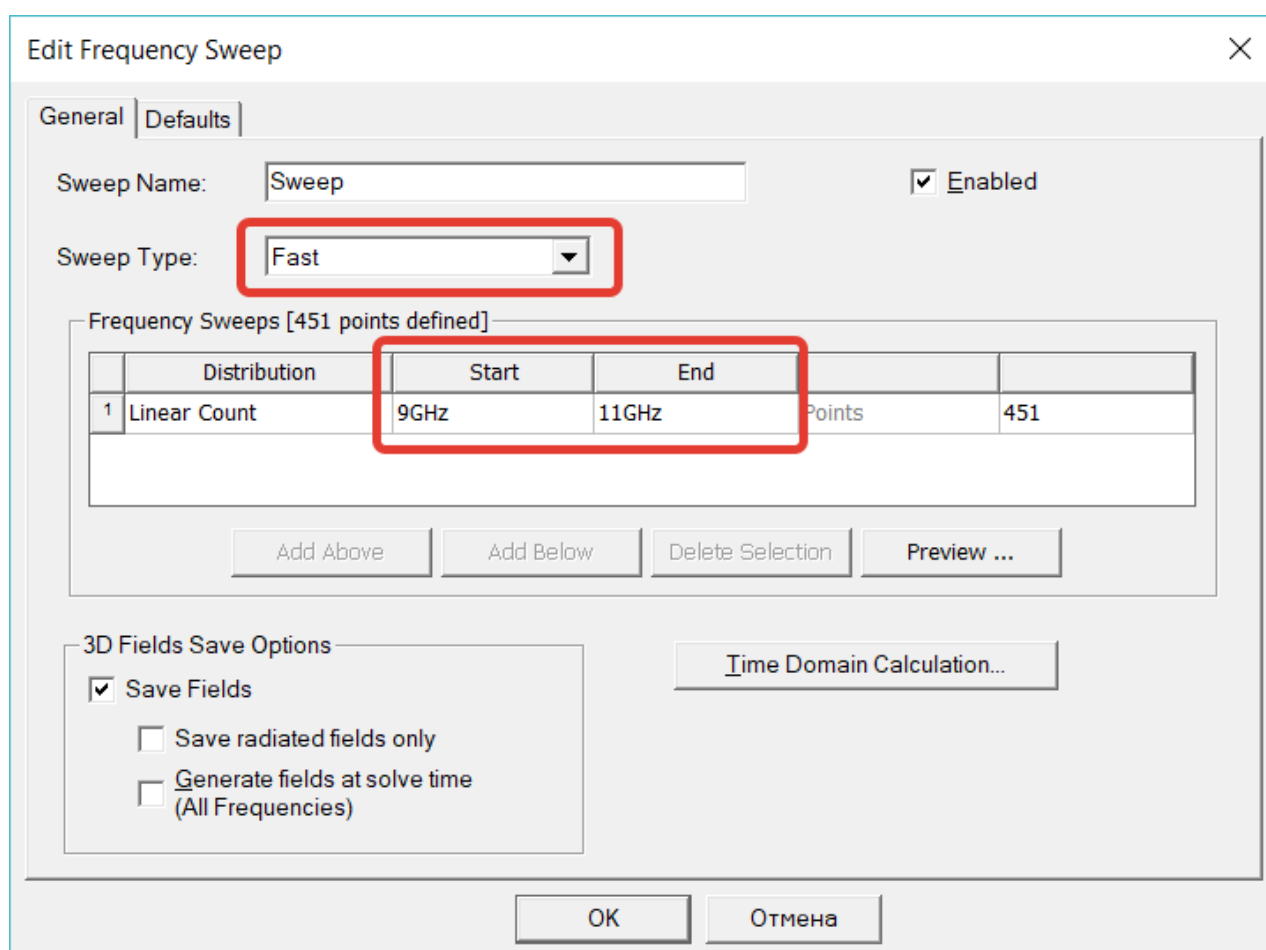 Edit Frequency Sweep
General Defaults
Sweep Name: Sweep Enabled
Sweep Type: Fast
Frequency Sweeps [451 points defined]
Distribution Start End
1 Linear Count 9GHz 11GHz Points 451
Add Above Add Below Delete Selection Preview ...
3D Fields Save Options
Time Domain Calculation...
Save Fields
Save radiated fields only
Generate fields at solve time
(All Frequencies)
OK Отмена